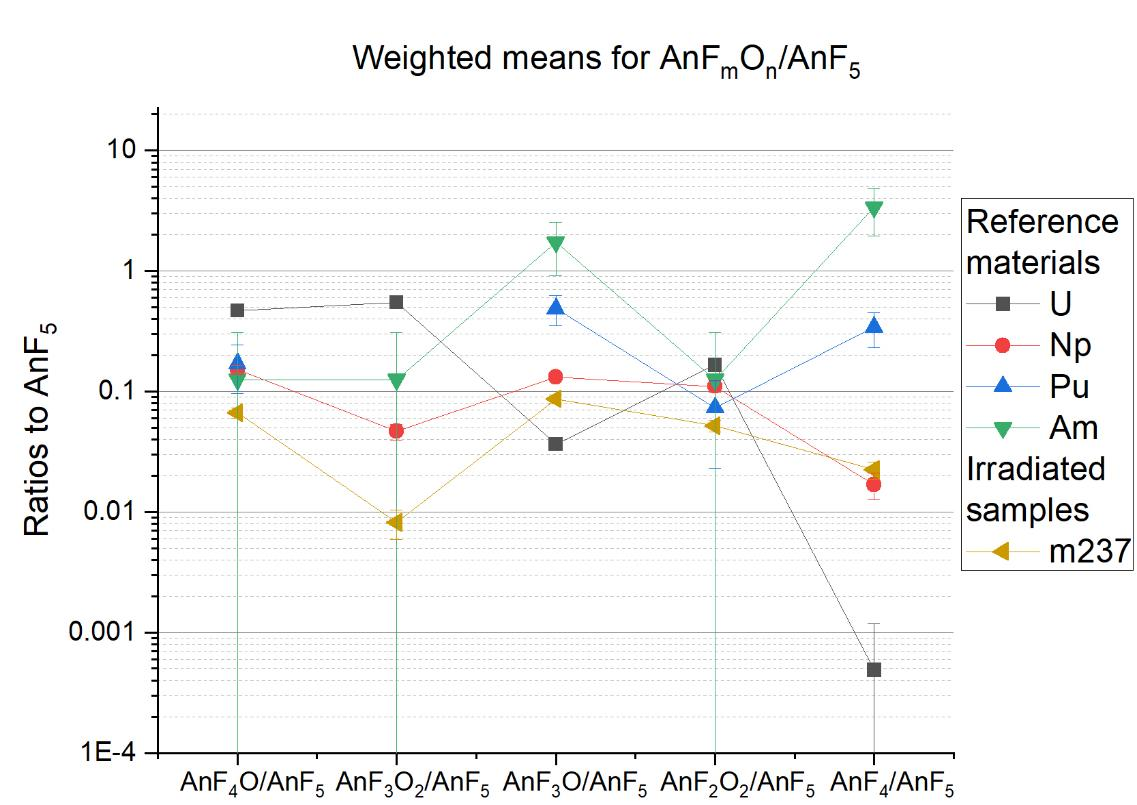 Weighted means for AnFₘOₙ/AnF₅
Ratios to AnF₅
10
1
0.1
0.01
0.001
1E-4
AnF₄O/AnF₅ AnF₃O₂/AnF₅ AnF₃O/AnF₅ AnF₂O₂/AnF₅ AnF₄/AnF₅
Reference
materials
U
Np
Pu
Am
Irradiated
samples
m237